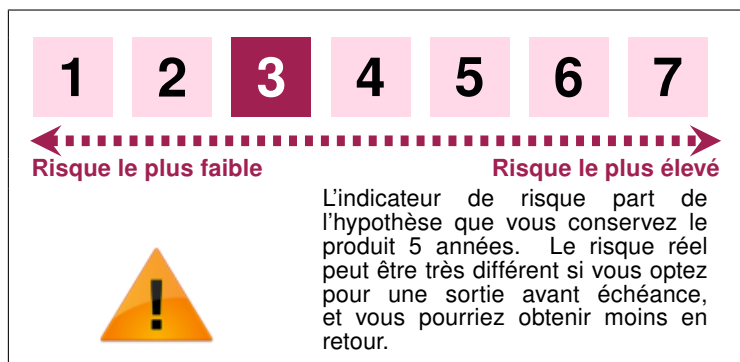 1 2 3 4 5 6 7
Risque le plus faible Risque le plus élevé
L'indicateur de risque part de
l'hypothèse que vous conservez le
produit 5 années. Le risque réel
peut être très différent si vous optez
pour une sortie avant échéance,
et vous pourriez obtenir moins en
retour.